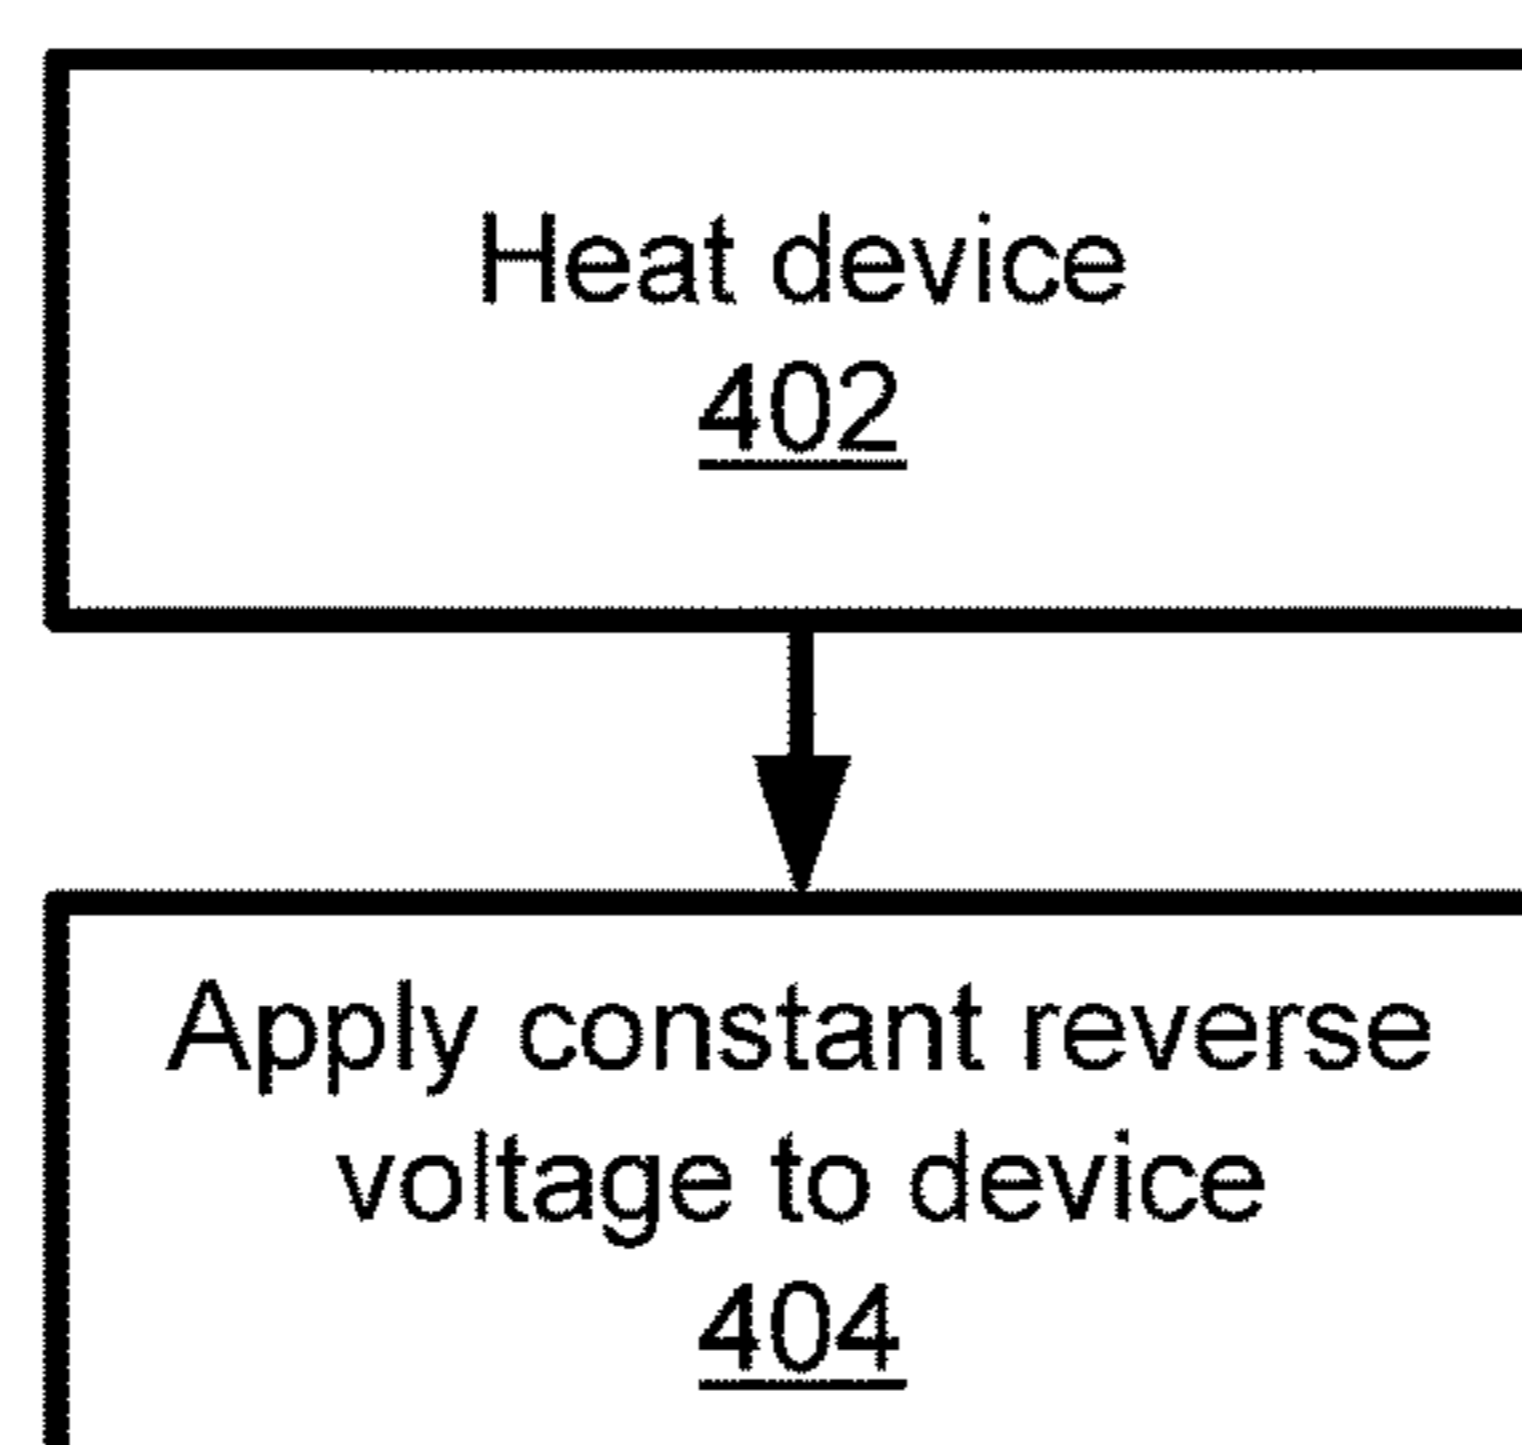 Heat device
402
Apply constant reverse
voltage to device
404